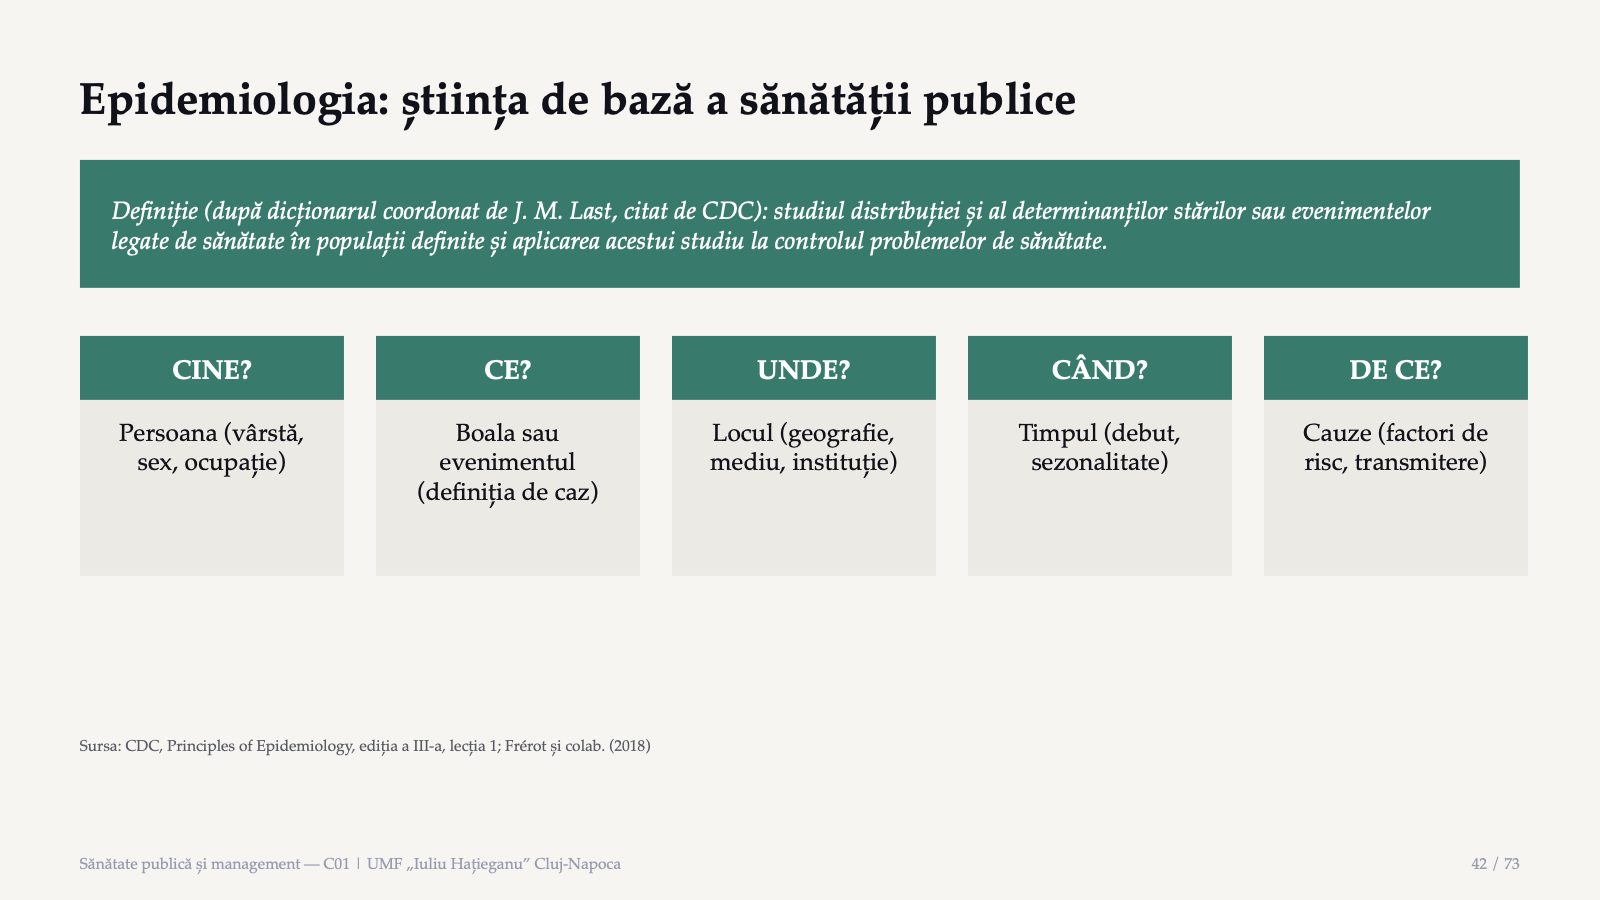 Epidemiologia: știința de bază a sănătății publice
Definiție (după dicționarul coordonat de J. M. Last, citat de CDC): studiul distribuției și al determinanților stărilor sau evenimentelor
legate de sănătate în populații definite și aplicarea acestui studiu la controlul problemelor de sănătate.
CINE?
Persoana (vârstă,
sex, ocupație)
CE?
Boala sau
evenimentul
(definiția de caz)
UNDE?
Locul (geografie,
mediu, instituție)
CÂND?
Timpul (debut,
sezonalitate)
DE CE?
Cauze (factori de
risc, transmitere)
Sursa: CDC, Principles of Epidemiology, ediția a III-a, lecția 1; Frérot și colab. (2018)
Sănătate publică și management — C01 | UMF „Iuliu Hațieganu” Cluj-Napoca
42 / 73